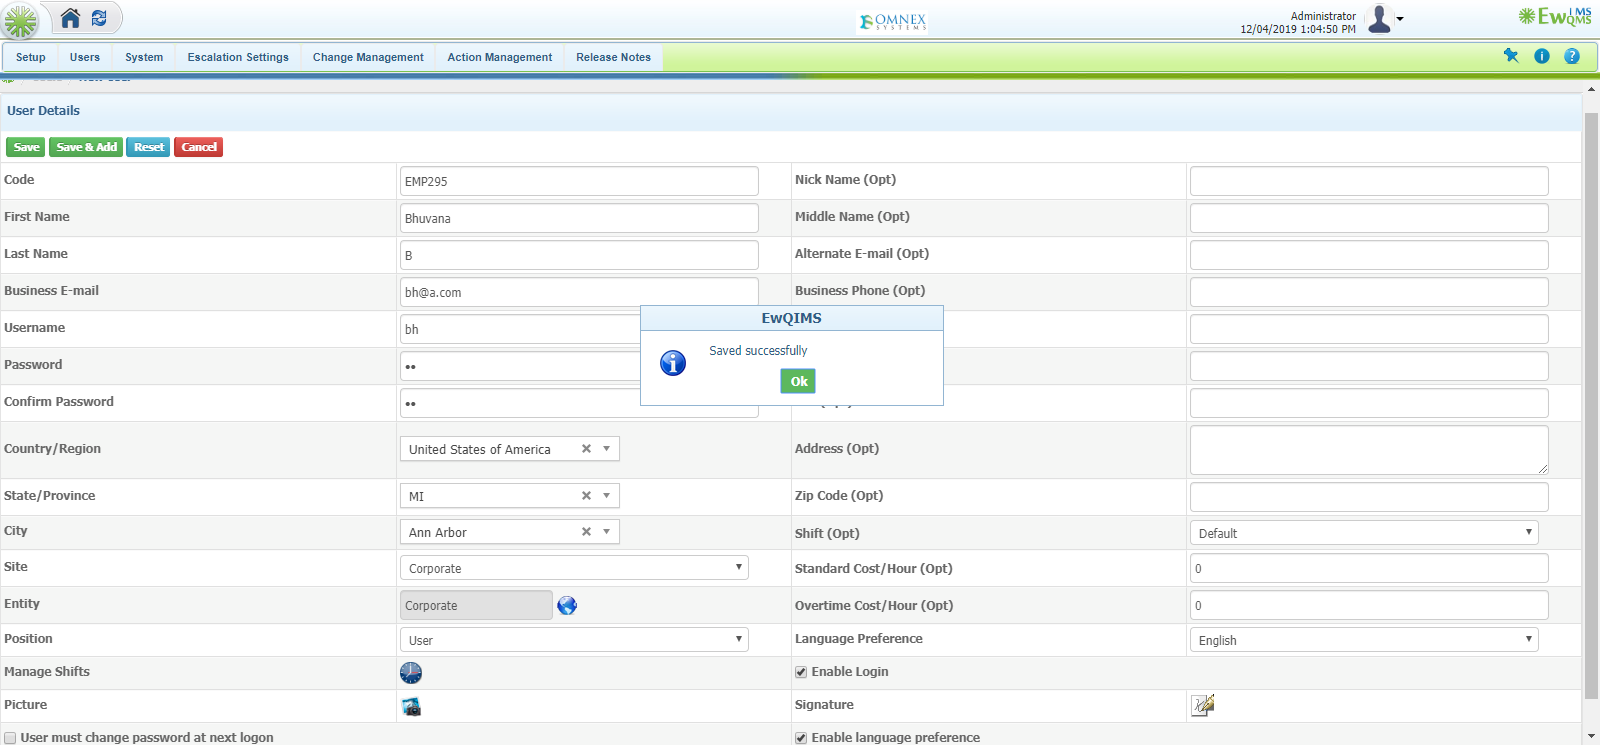 Administrator
12/04/2019 1:04:50 PM
OMNEX
SYSTEMS
EwQIMS
Setup Users System Escalation Settings Change Management Action Management Release Notes
User Details
Save Save & Add Reset Cancel
Code EMP295 Nick Name (Opt)
First Name Bhuvana Middle Name (Opt)
Last Name B Alternate E-mail (Opt)
Business E-mail bh@a.com Business Phone (Opt)
EwQIMS
Username bh
Saved successfully
Password ••
Ok
Confirm Password ••
Country/Region United States of America Address (Opt)
State/Province MI Zip Code (Opt)
City Ann Arbor Shift (Opt) Default
Site Corporate Standard Cost/Hour (Opt) 0
Entity Corporate Overtime Cost/Hour (Opt) 0
Position User Language Preference English
Manage Shifts Enable Login
Picture Signature
User must change password at next logon Enable language preference